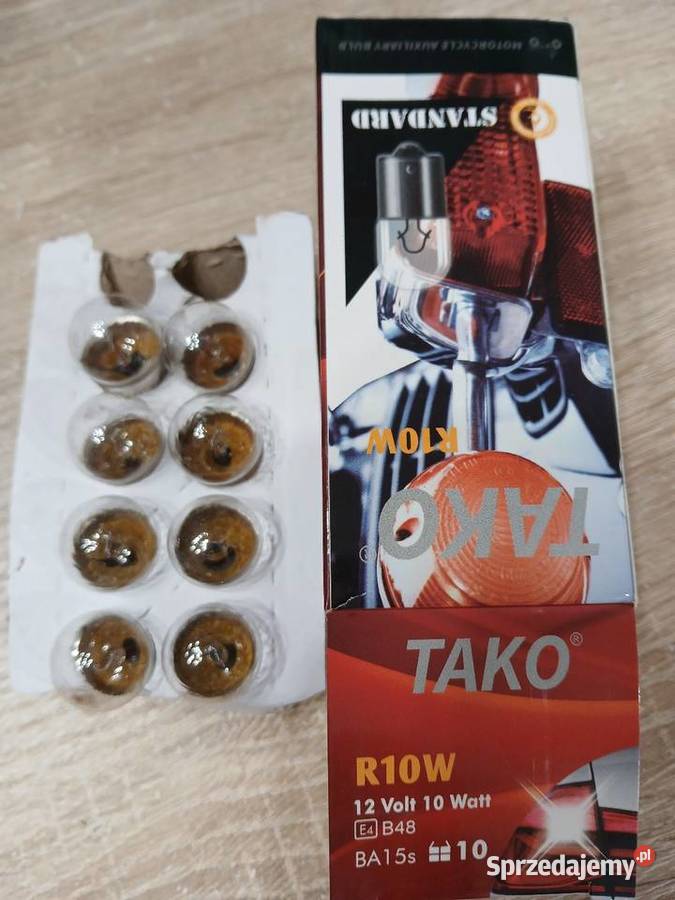 MOTORCYCLE AUXILIARY BULB
STANDARD
R10W
TAKO®
TAKO®
R10W
12 Volt 10 Watt
E4 B48
BA15s 10
Sprzedajemy.pl